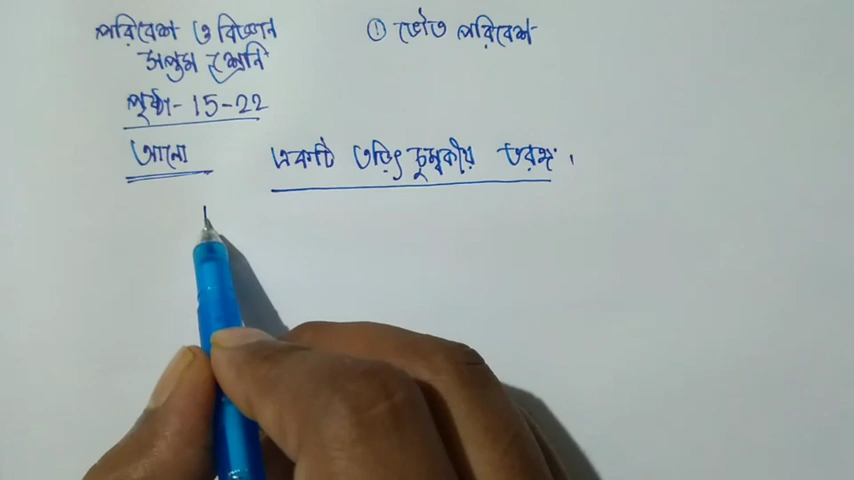 পরিবেশ ও বিজ্ঞান
সপ্তম শ্রেণি
পৃষ্ঠা- 15-22
① ভৌত পরিবেশ
আলো
একটি তড়িৎ চুম্বকীয় তরঙ্গ।